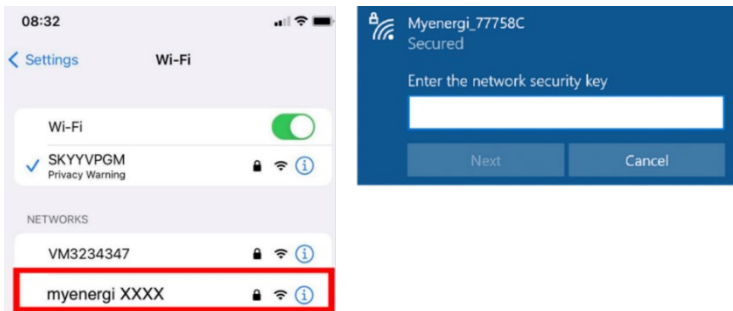 08:32
Settings
Wi-Fi
Wi-Fi
SKYYVPGM
Privacy Warning
NETWORKS
VM3234347
myenergi XXXX
Myenergi_77758C
Secured
Enter the network security key
Next
Cancel